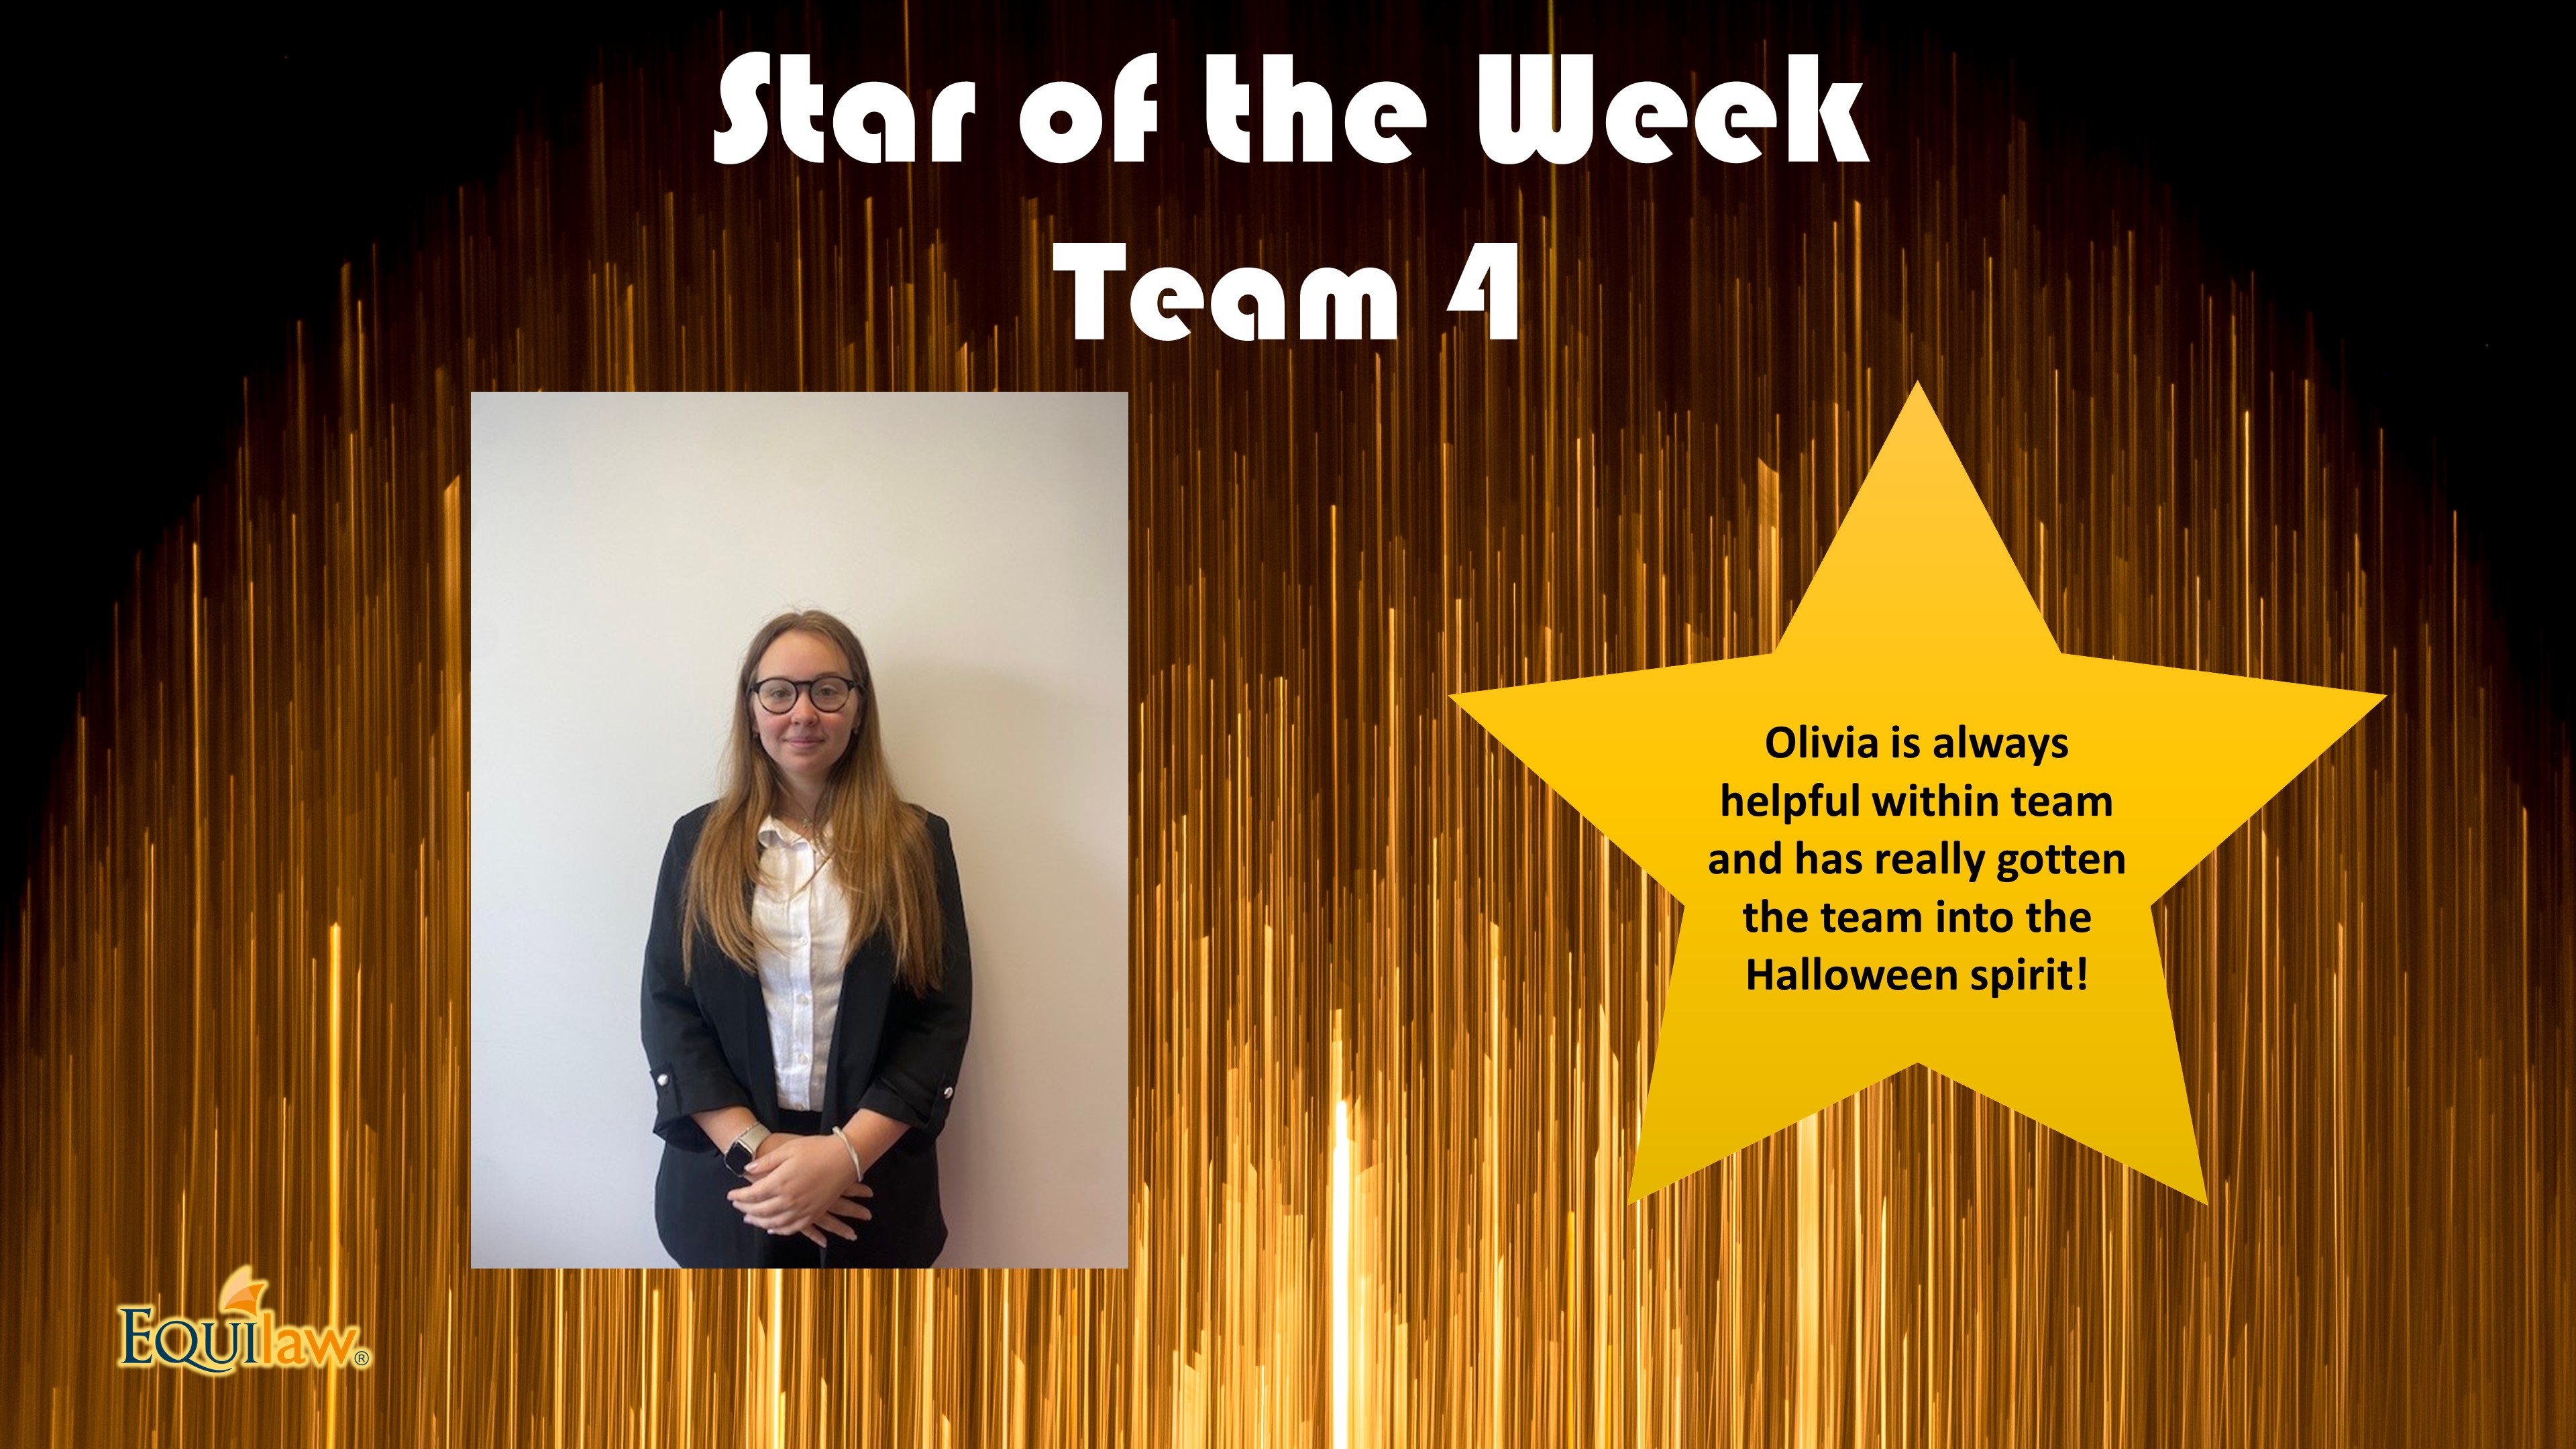 Star of the Week
Team 4
Olivia is always
helpful within team
and has really gotten
the team into the
Halloween spirit!
EQUIlaw®